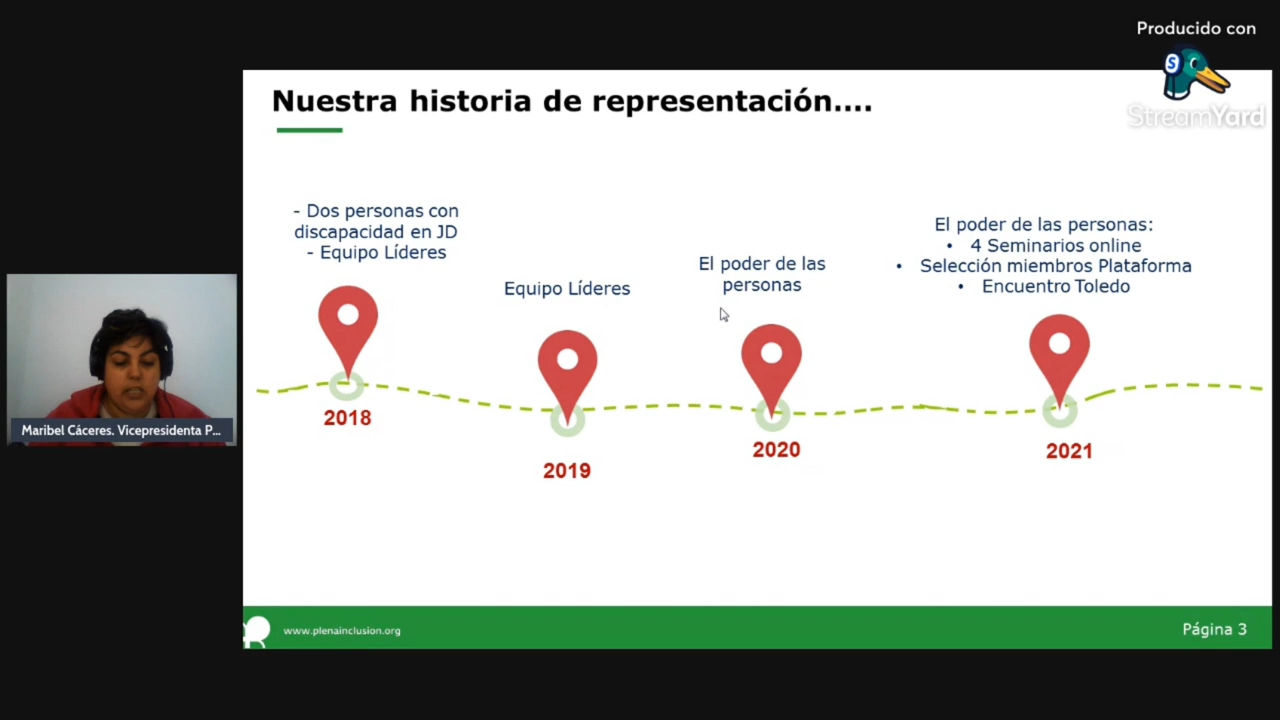 Producido con
StreamYard
Nuestra historia de representación....
- Dos personas con
discapacidad en JD
- Equipo Líderes
2018
Equipo Líderes
2019
El poder de las
personas
2020
El poder de las personas:
• 4 Seminarios online
• Selección miembros Plataforma
• Encuentro Toledo
2021
Maribel Cáceres. Vicepresidenta P...
www.plenainclusion.org
Página 3